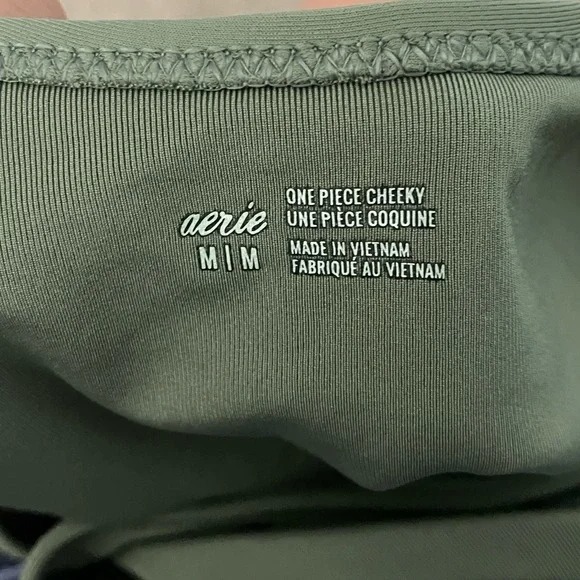 aerie
M|M
ONE PIECE CHEEKY
UNE PIÈCE COQUINE
MADE IN VIETNAM
FABRIQUÉ AU VIETNAM